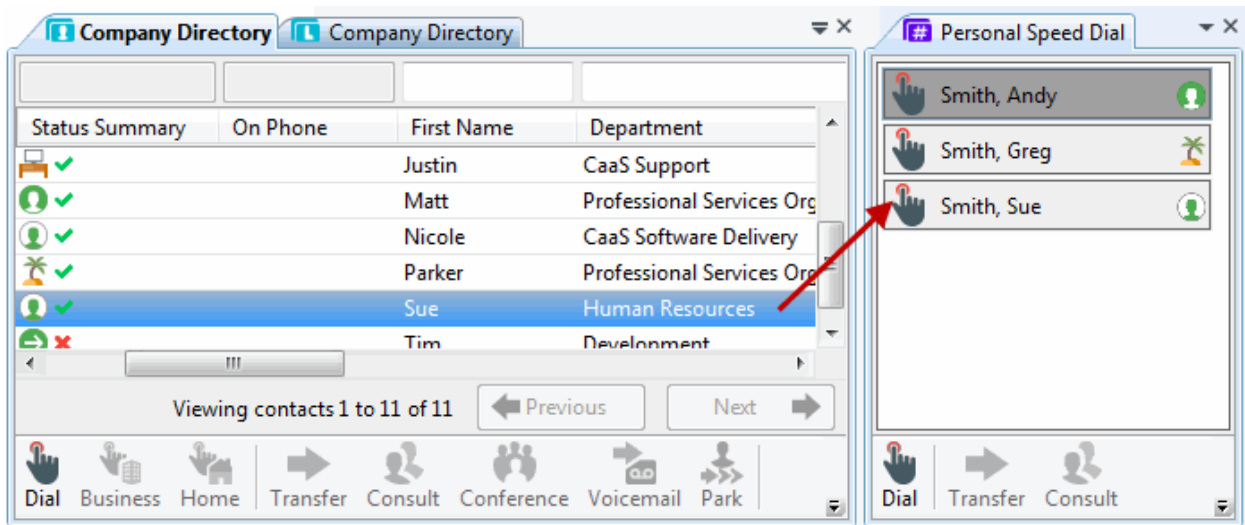 Company Directory Company Directory
Status Summary On Phone First Name Department
Justin CaaS Support
Matt Professional Services Org
Nicole CaaS Software Delivery
Parker Professional Services Org
Sue Human Resources
Tim Development
Viewing contacts 1 to 11 of 11 Previous Next
Dial Business Home Transfer Consult Conference Voicemail Park
# Personal Speed Dial
Smith, Andy
Smith, Greg
Smith, Sue
Dial Transfer Consult